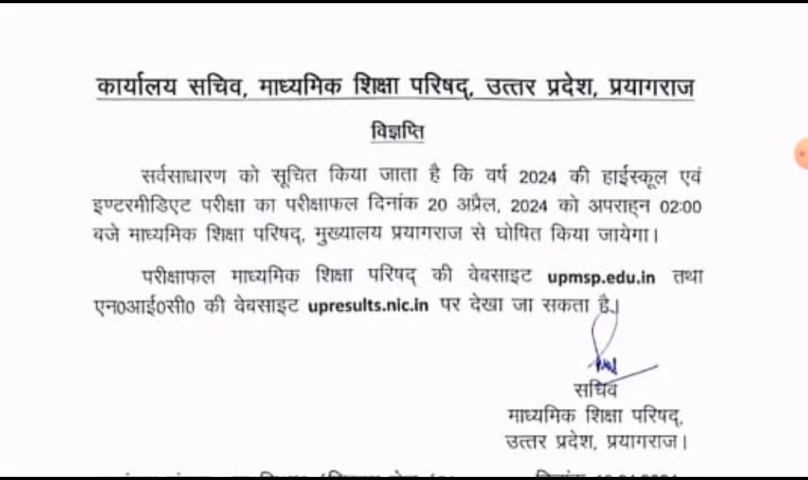 कार्यालय सचिव, माध्यमिक शिक्षा परिषद्, उत्तर प्रदेश, प्रयागराज
विज्ञप्ति
सर्वसाधारण को सूचित किया जाता है कि वर्ष 2024 की हाईस्कूल एवं
इण्टरमीडिएट परीक्षा का परीक्षाफल दिनांक 20 अप्रैल, 2024 को अपराहन 02:00
बजे माध्यमिक शिक्षा परिषद्, मुख्यालय प्रयागराज से घोषित किया जायेगा।
परीक्षाफल माध्यमिक शिक्षा परिषद् की वेबसाइट upmsp.edu.in तथा
एन0आई0सी0 की वेबसाइट upresults.nic.in पर देखा जा सकता है।
सचिव
माध्यमिक शिक्षा परिषद्,
उत्तर प्रदेश, प्रयागराज।